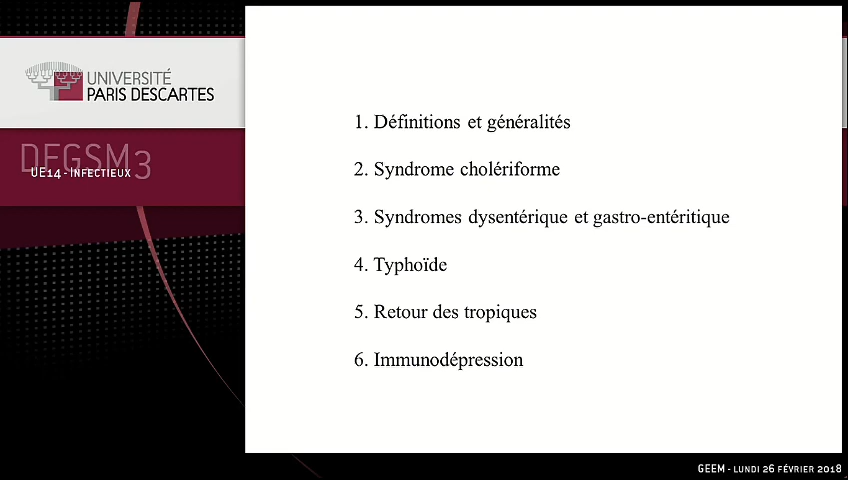 UNIVERSITÉ
PARIS DESCARTES
DFGSM3
UE14 - INFECTIEUX
1. Définitions et généralités
2. Syndrome cholériforme
3. Syndromes dysentérique et gastro-entéritique
4. Typhoïde
5. Retour des tropiques
6. Immunodépression
GEEM - LUNDI 26 FÉVRIER 2018